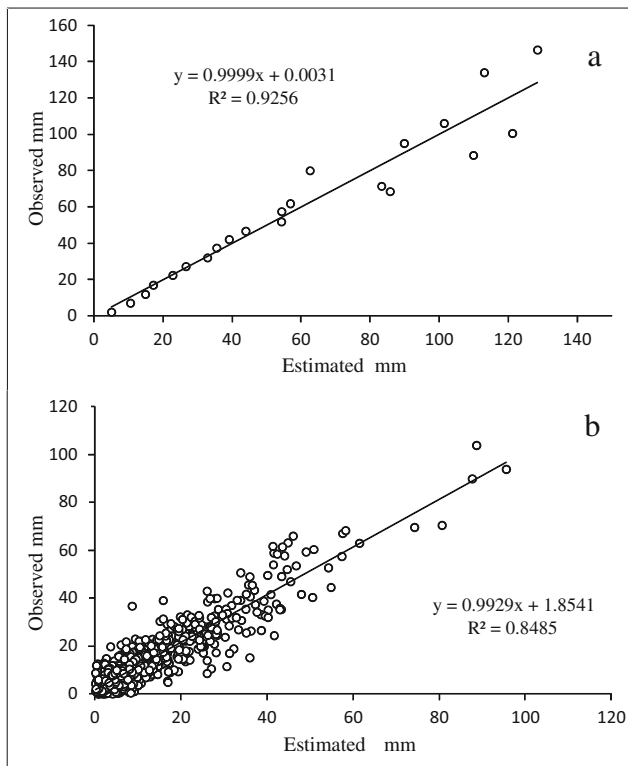 160
a
140
y = 0.9999x + 0.0031
120
R² = 0.9256
100
80
60
40
20
0
Observed mm
0 20 40 60 80 100 120 140
Estimated mm
120
b
100
80
60
40
y = 0.9929x + 1.8541
R² = 0.8485
20
0
Observed mm
0 20 40 60 80 100 120
Estimated mm